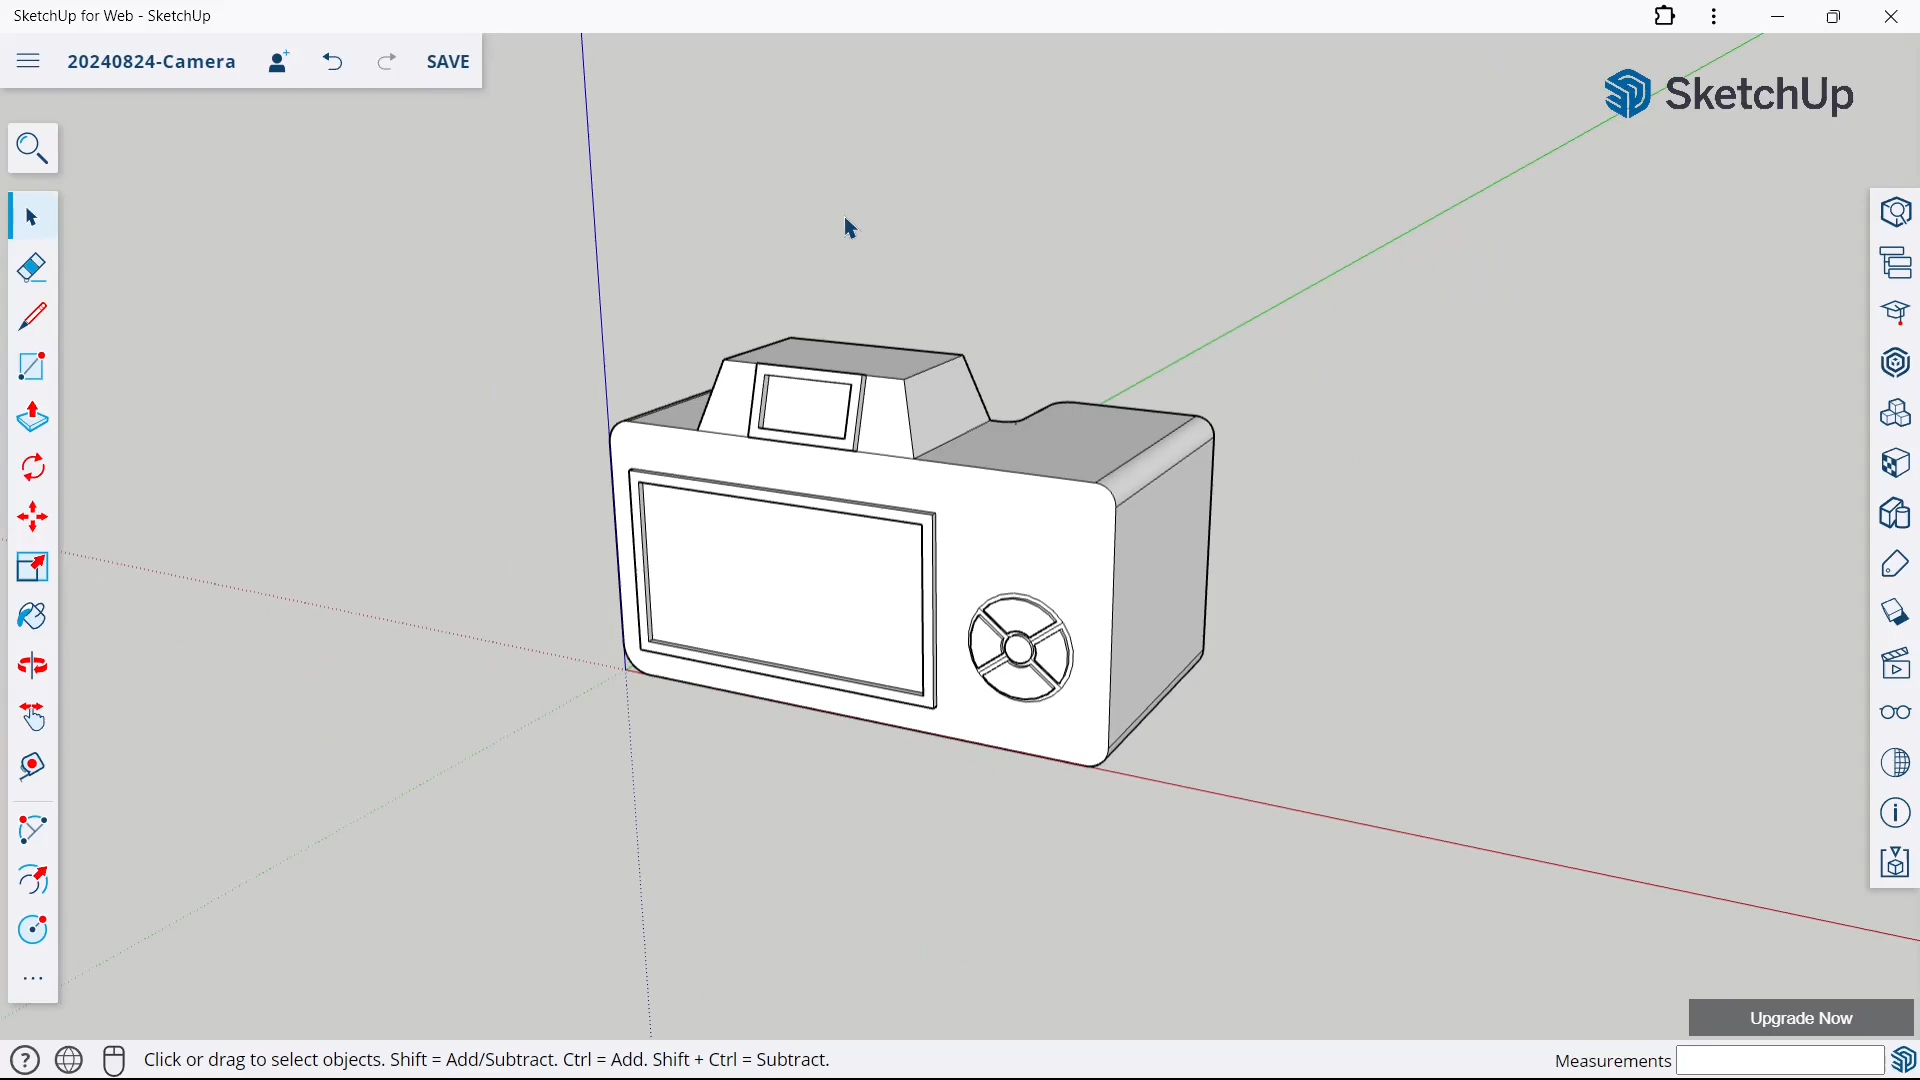 SketchUp for Web - SketchUp
20240824-Camera
SAVE
SketchUp
Upgrade Now
Click or drag to select objects. Shift = Add/Subtract. Ctrl = Add. Shift + Ctrl = Subtract.
Measurements